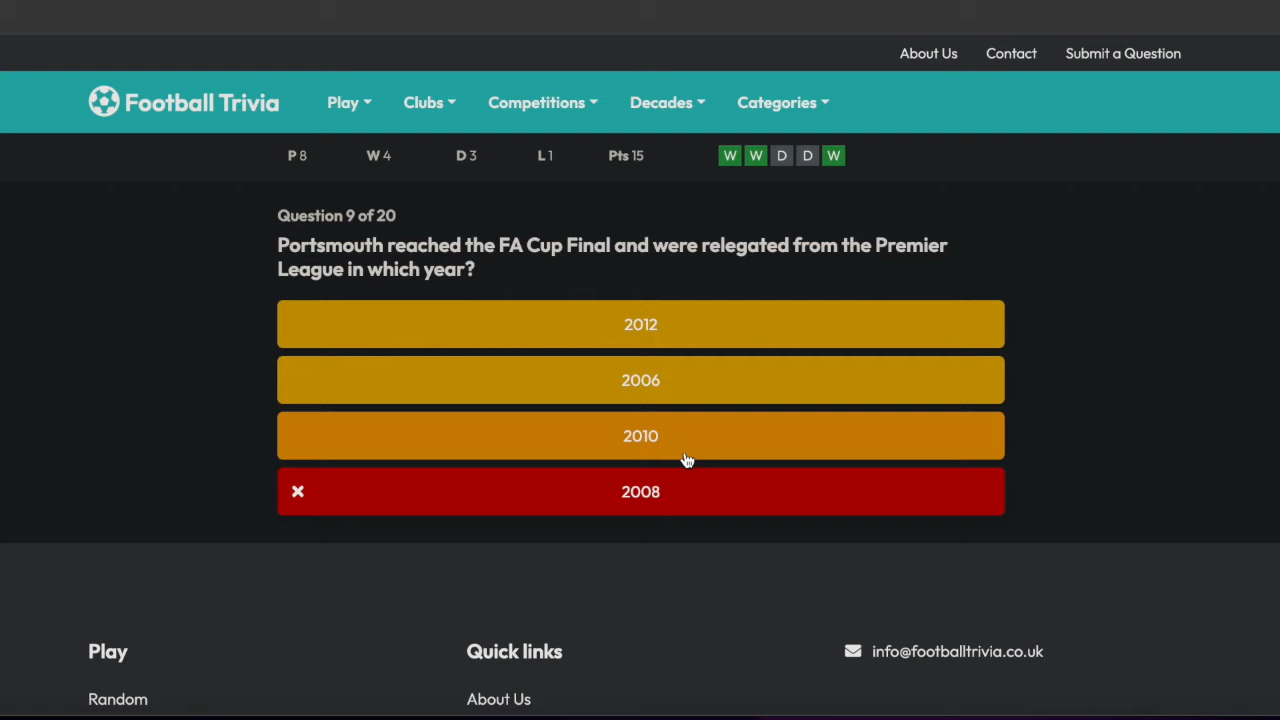 About Us Contact Submit a Question
Football Trivia Play Clubs Competitions Decades Categories
P 8 W 4 D 3 L 1 Pts 15 W W D D W
Question 9 of 20
Portsmouth reached the FA Cup Final and were relegated from the Premier
League in which year?
2012
2006
2010
2008
Play Quick links info@footballtrivia.co.uk
Random About Us